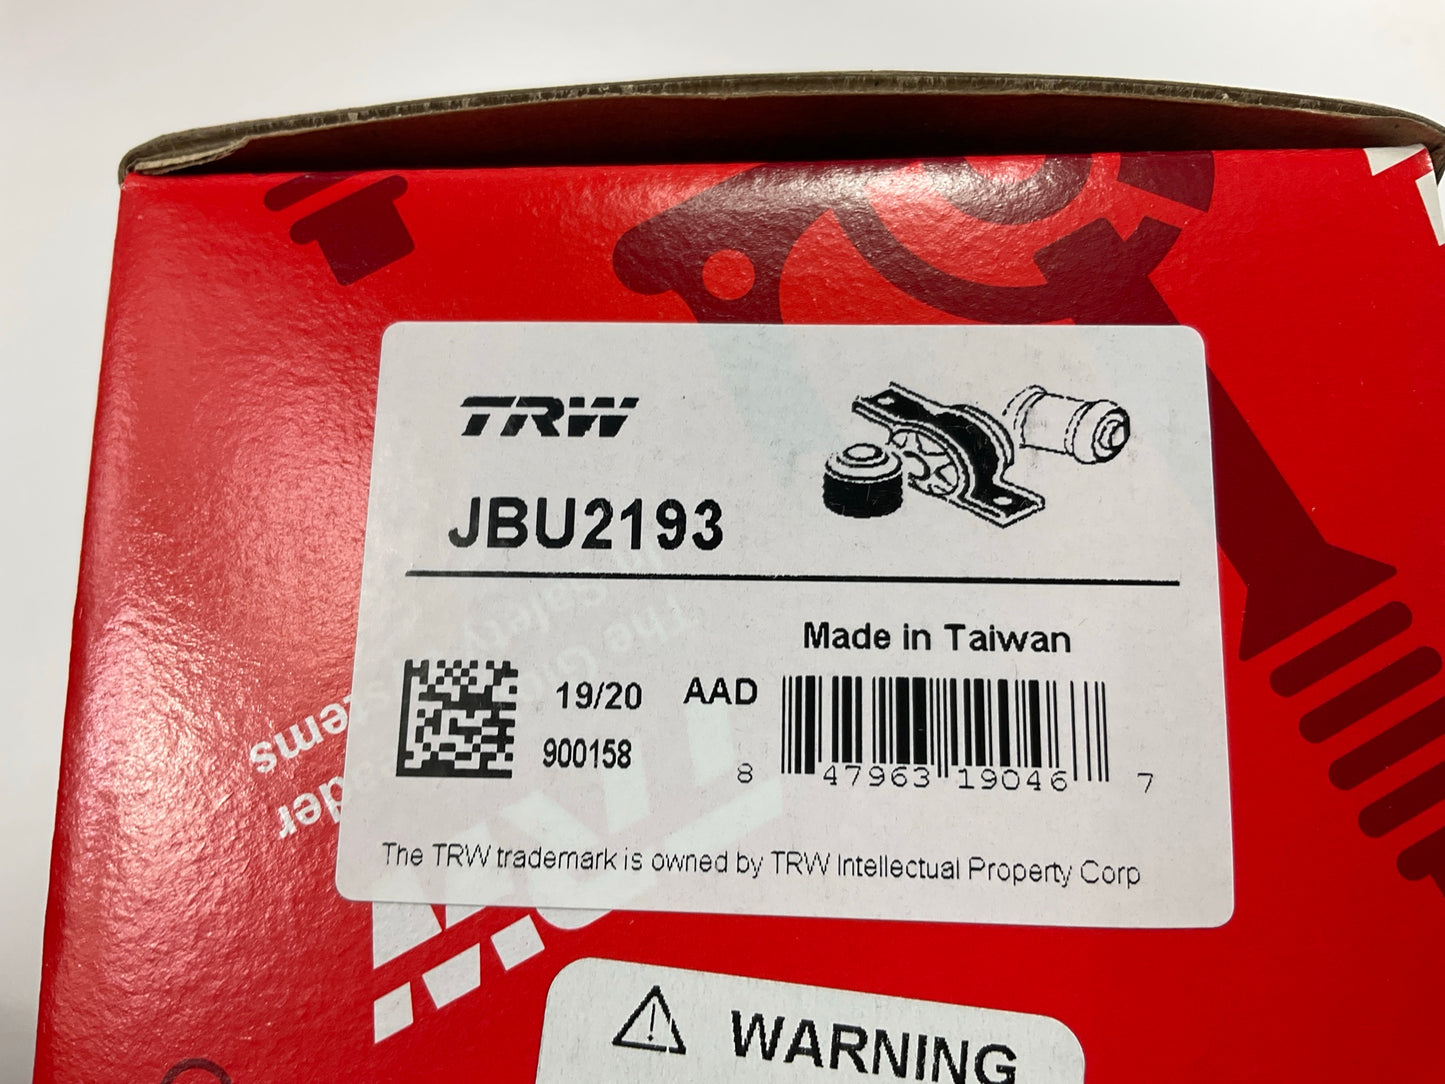 TRW
JBU2193
Made in Taiwan
19/20 AAD
900158
8 47963 19046 7
The TRW trademark is owned by TRW Intellectual Property Corp
WARNING